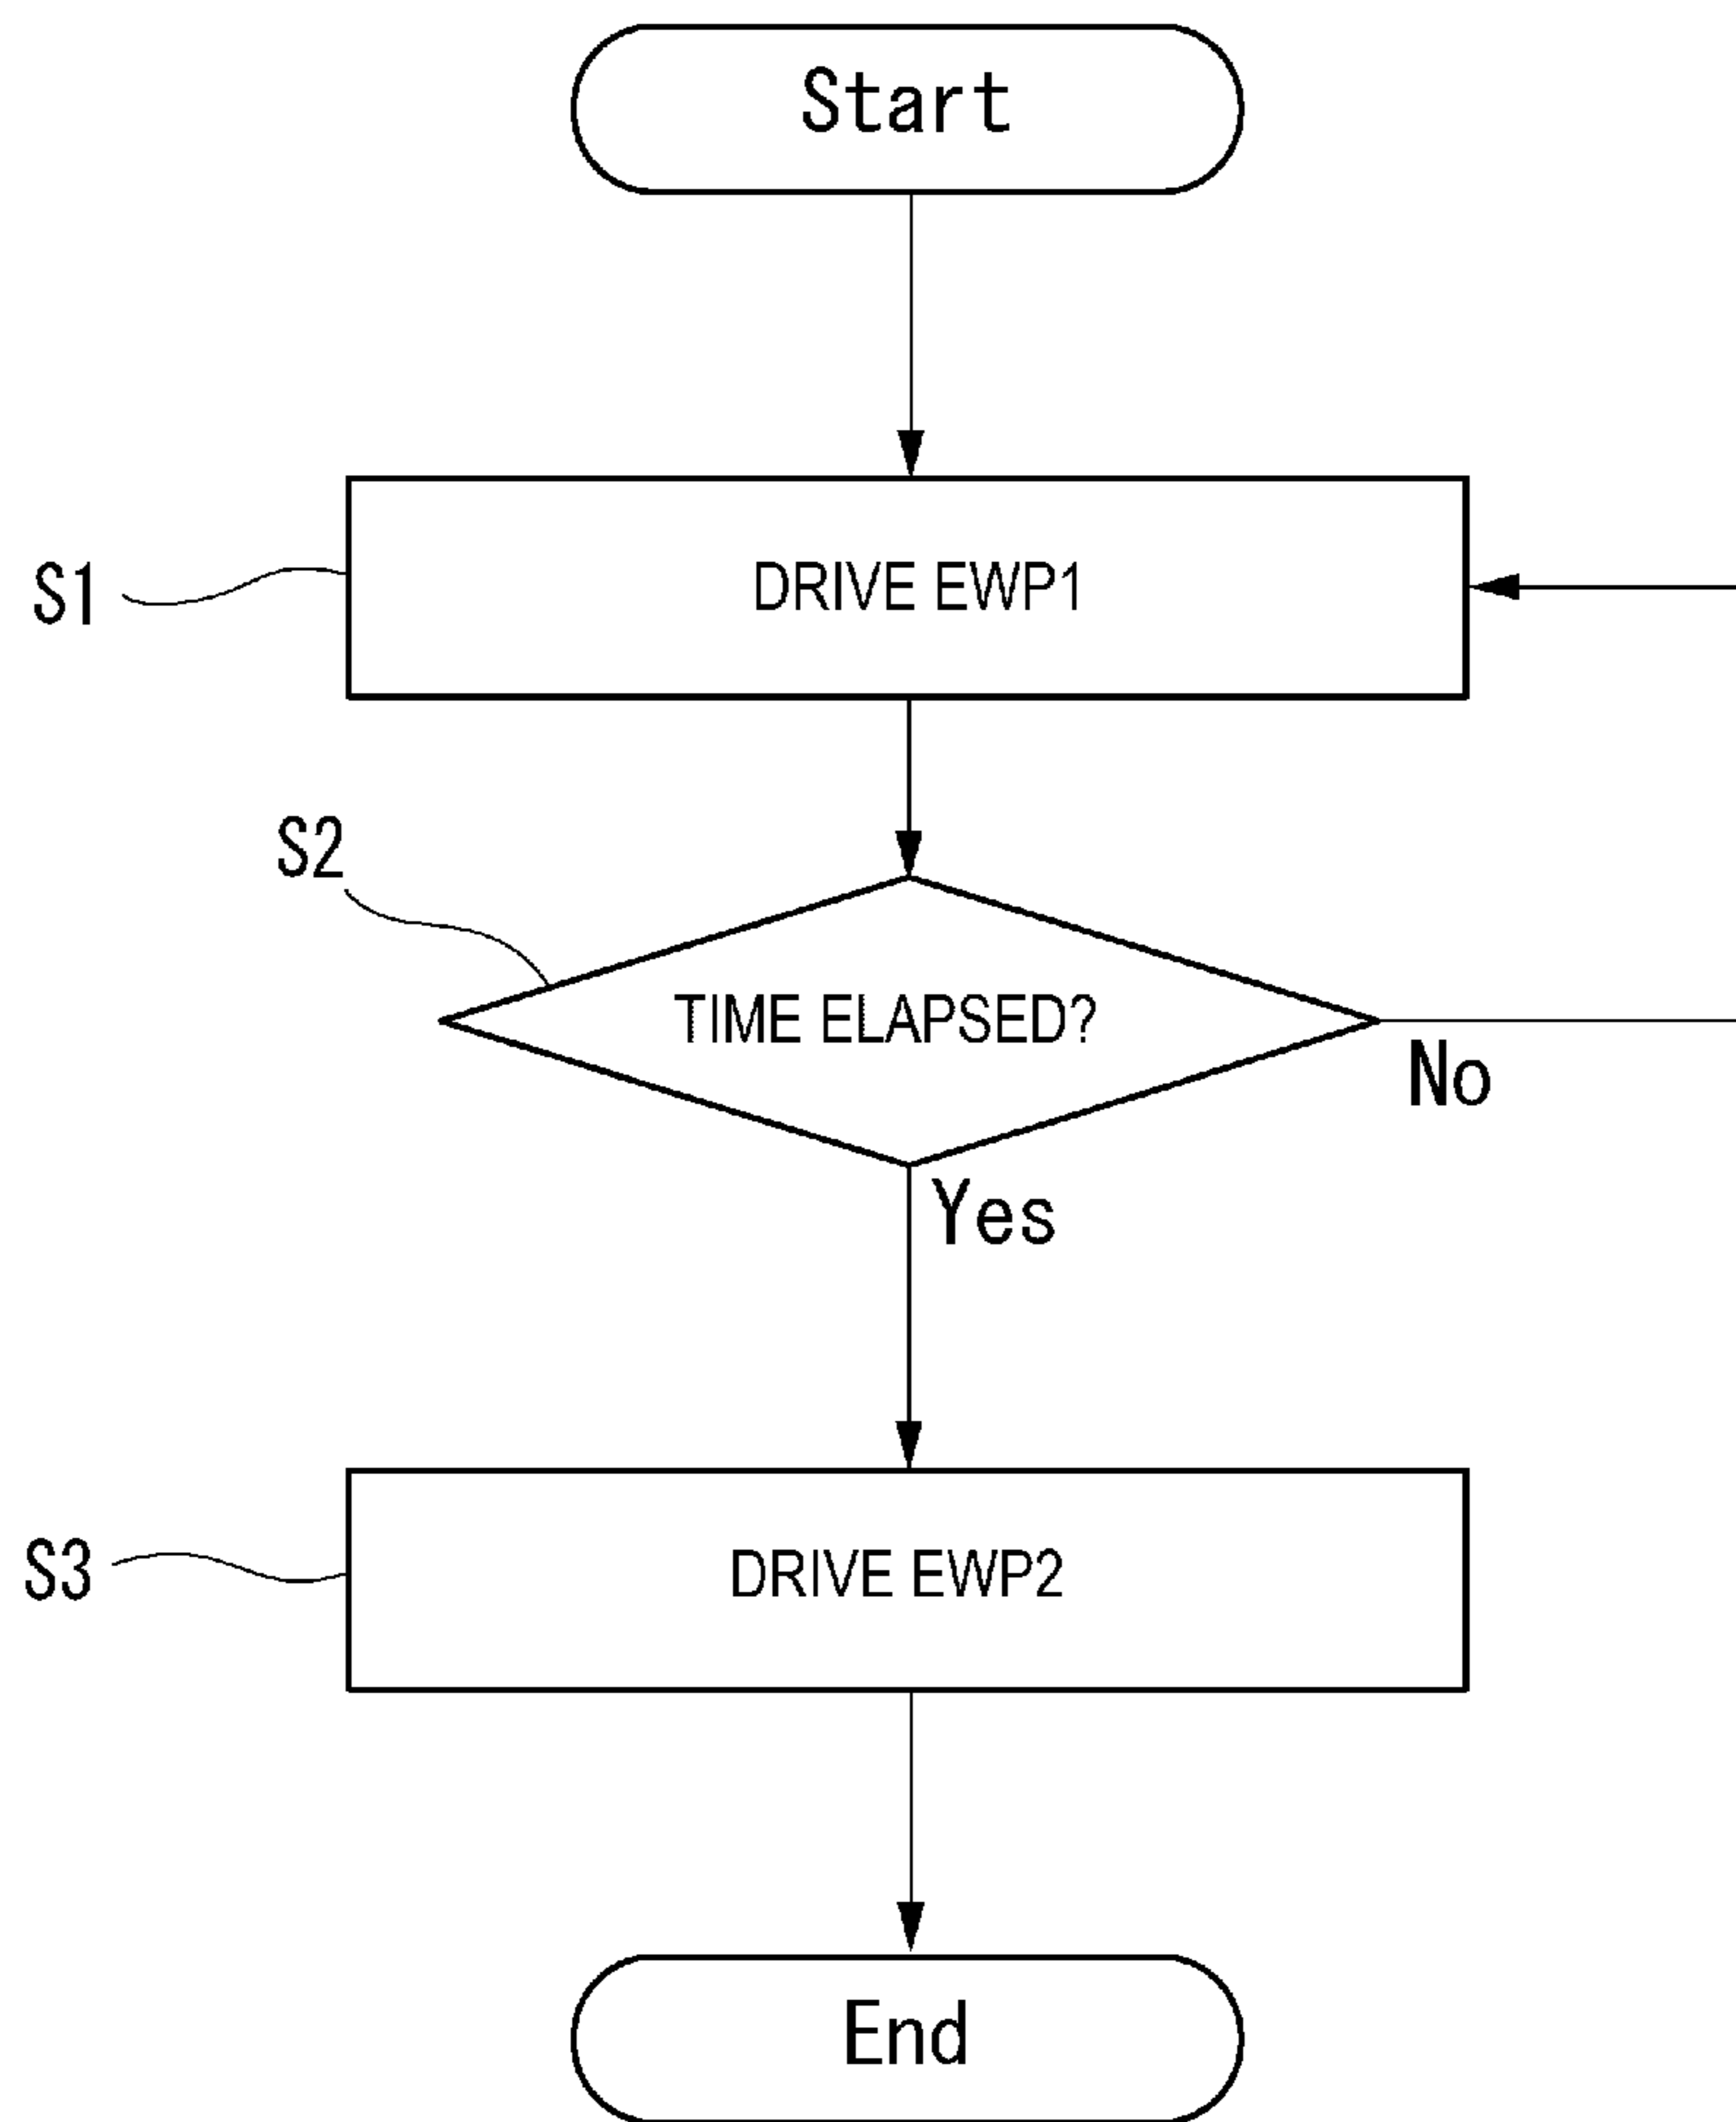 Start
S1
DRIVE EWP1
S2
TIME ELAPSED?
No
Yes
S3
DRIVE EWP2
End